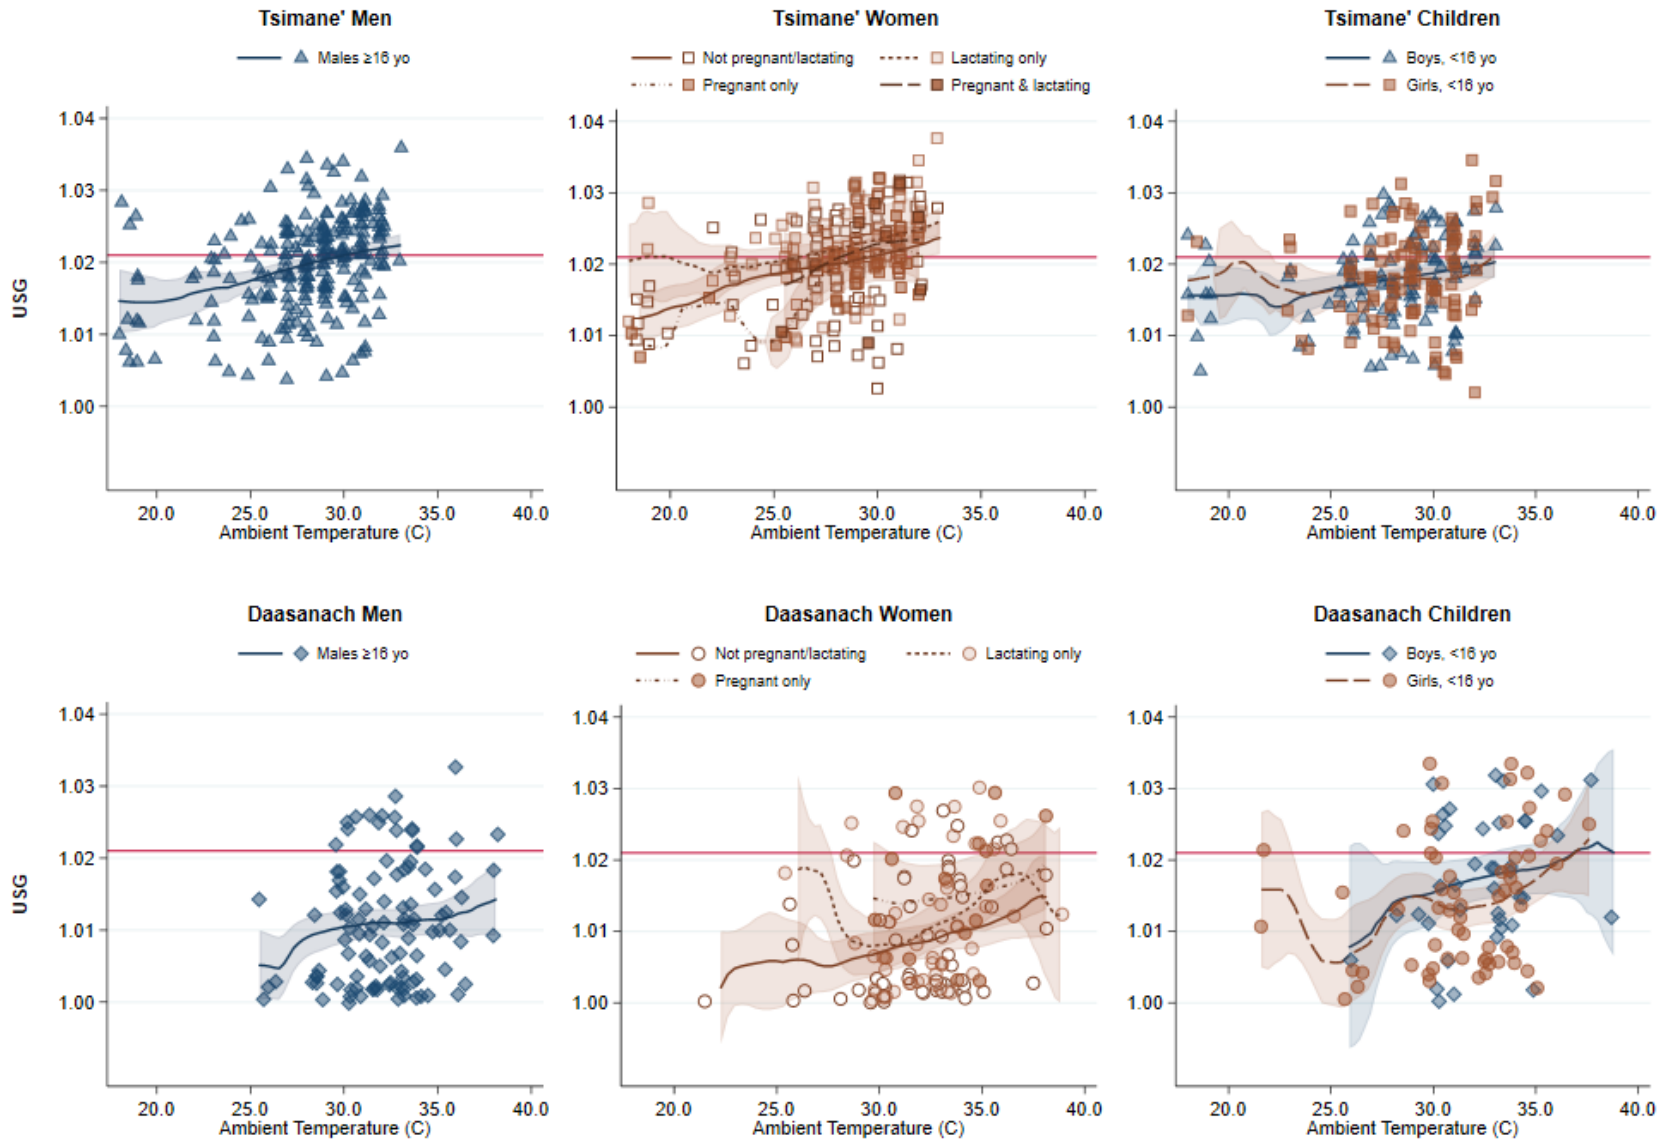 Tsimane' Men
Males ≥16 yo
USG
1.04
1.03
1.02
1.01
1.00
20.0 25.0 30.0 35.0 40.0
Ambient Temperature (C)
Tsimane' Women
Not pregnant/lactating Lactating only
Pregnant only Pregnant & lactating
1.04
1.03
1.02
1.01
1.00
20.0 25.0 30.0 35.0 40.0
Ambient Temperature (C)
Tsimane' Children
Boys, <16 yo
Girls, <16 yo
1.04
1.03
1.02
1.01
1.00
20.0 25.0 30.0 35.0 40.0
Ambient Temperature (C)
Daasanach Men
Males ≥16 yo
USG
1.04
1.03
1.02
1.01
1.00
20.0 25.0 30.0 35.0 40.0
Ambient Temperature (C)
Daasanach Women
Not pregnant/lactating Lactating only
Pregnant only
1.04
1.03
1.02
1.01
1.00
20.0 25.0 30.0 35.0 40.0
Ambient Temperature (C)
Daasanach Children
Boys, <16 yo
Girls, <16 yo
1.04
1.03
1.02
1.01
1.00
20.0 25.0 30.0 35.0 40.0
Ambient Temperature (C)